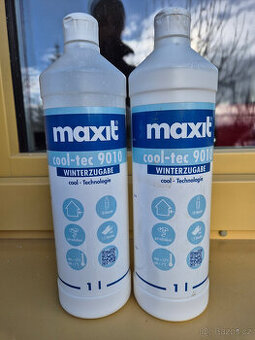 maxit
cool-tec 9010
WINTERZUGABE
cool - Technologie
1 l
maxit
cool-tec 9010
WINTERZUGABE
cool - Technologie
1 l